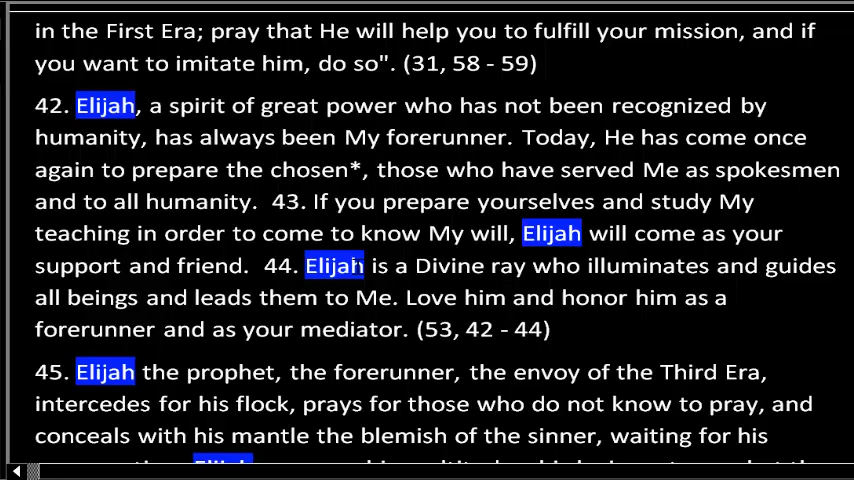 in the First Era; pray that He will help you to fulfill your mission, and if
you want to imitate him, do so". (31, 58 - 59)
42. Elijah, a spirit of great power who has not been recognized by
humanity, has always been My forerunner. Today, He has come once
again to prepare the chosen*, those who have served Me as spokesmen
and to all humanity.  43. If you prepare yourselves and study My
teaching in order to come to know My will, Elijah will come as your
support and friend.  44. Elijah is a Divine ray who illuminates and guides
all beings and leads them to Me. Love him and honor him as a
forerunner and as your mediator. (53, 42 - 44)
45. Elijah the prophet, the forerunner, the envoy of the Third Era,
intercedes for his flock, prays for those who do not know to pray, and
conceals with his mantle the blemish of the sinner, waiting for his
Elijah